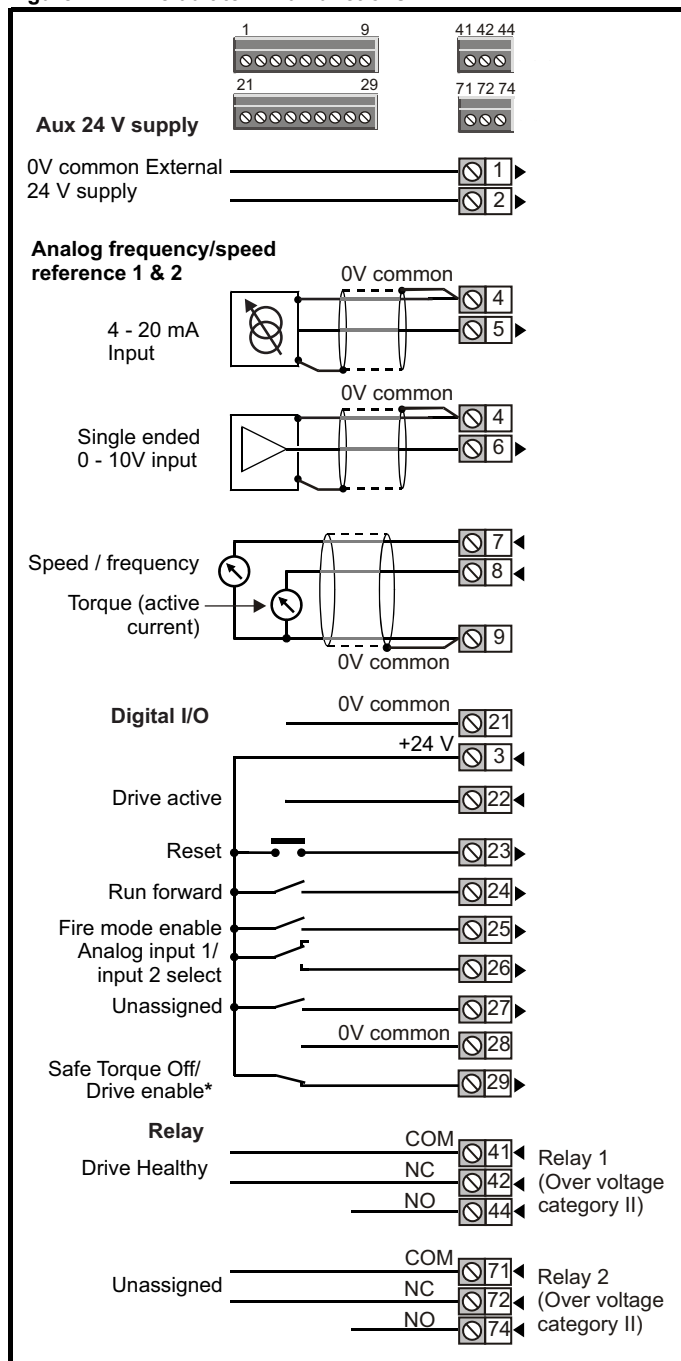 1 9 41 42 44
21 29 71 72 74
Aux 24 V supply
0V common External
24 V supply
1
2
Analog frequency/speed
reference 1 & 2
0V common
4
4 - 20 mA
Input
5
0V common
4
Single ended
0 - 10V input
6
7
Speed / frequency
8
Torque (active
current)
9
0V common
Digital I/O
0V common
21
+24 V
3
Drive active
22
Reset
23
Run forward
24
Fire mode enable
25
Analog input 1/
input 2 select
26
Unassigned
27
0V common
28
Safe Torque Off/
Drive enable*
29
Relay
COM
41
Drive Healthy
NC
42
NO
44
Relay 1
(Over voltage
category II)
COM
71
Unassigned
NC
72
NO
74
Relay 2
(Over voltage
category II)